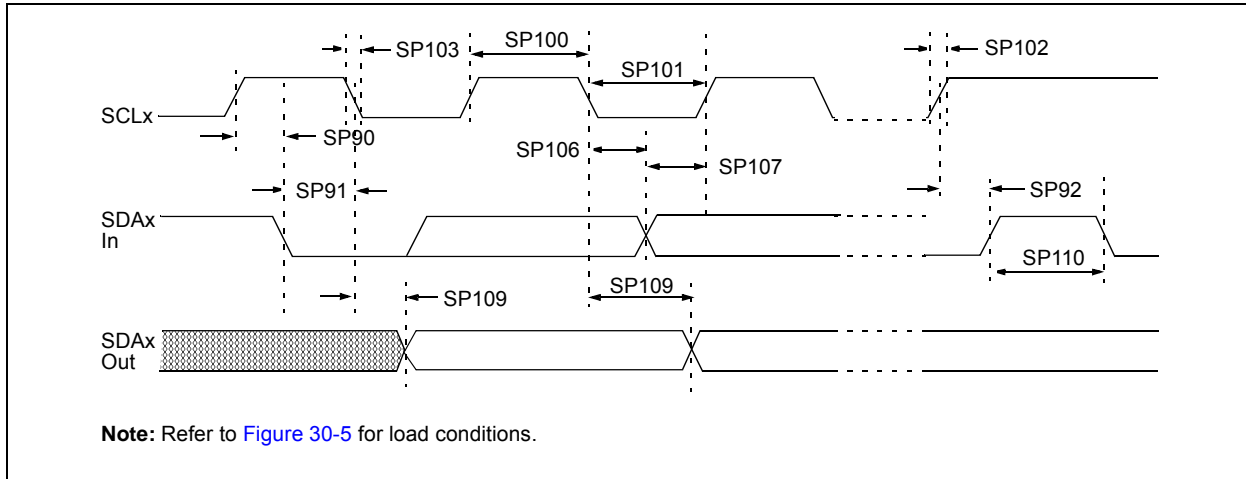 SP103
SP100
SP101
SP102
SCLx
SP90
SP106
SP107
SP91
SP92
SDAx
In
SP110
SP109
SP109
SDAx
Out
Note: Refer to Figure 30-5 for load conditions.